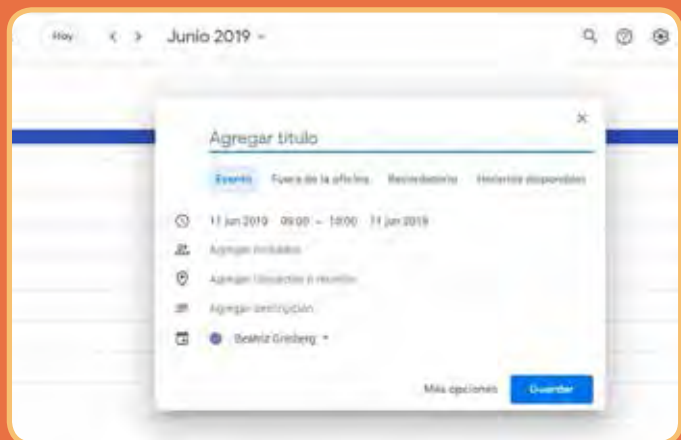 Hoy Junio 2019
Agregar título
Evento Fuera de la oficina Recordatorio Horarios disponibles
11 jun 2019 09:00 – 10:00 11 jun 2019
Agregar invitados
Agregar ubicación o reunión
Agregar descripción
Beatriz
Más opciones Guardar